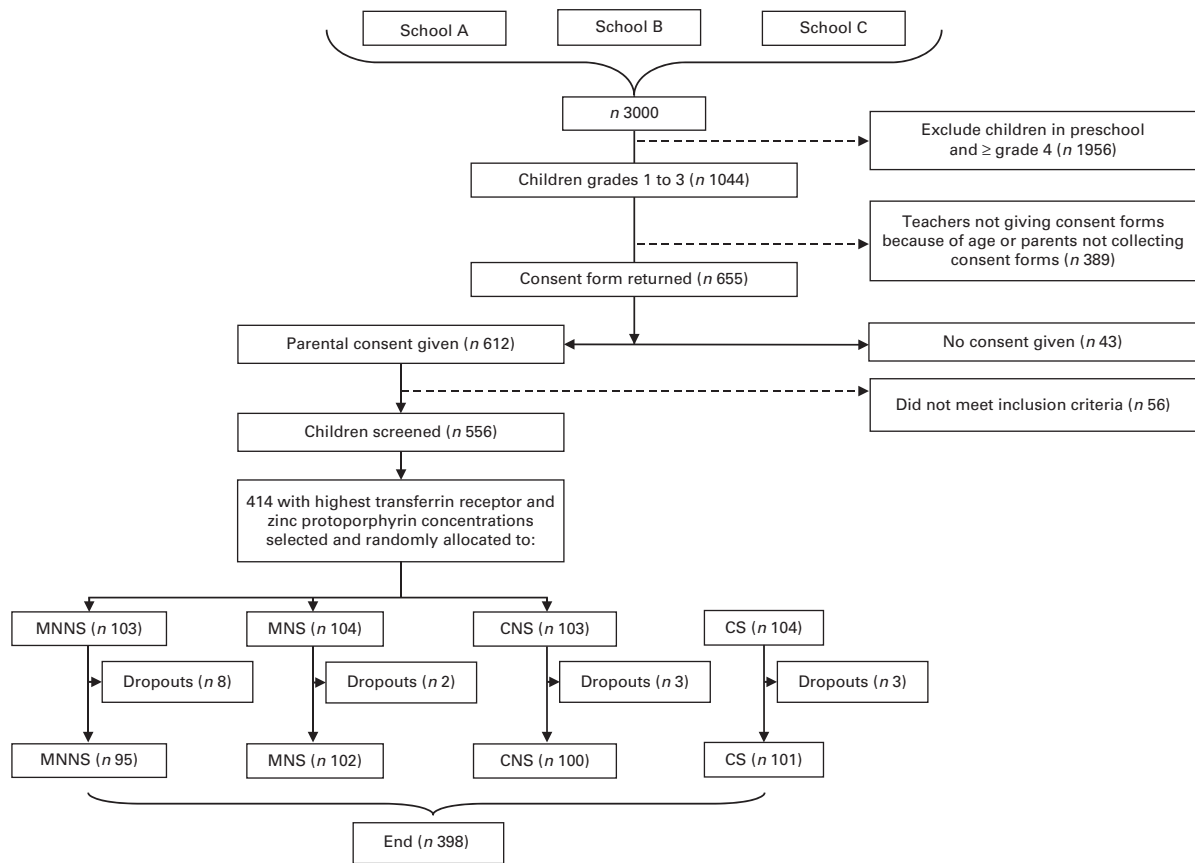 School A
School B
School C
n 3000
Exclude children in preschool
and ≥ grade 4 (n 1956)
Children grades 1 to 3 (n 1044)
Teachers not giving consent forms
because of age or parents not collecting
consent forms (n 389)
Consent form returned (n 655)
Parental consent given (n 612)
No consent given (n 43)
Did not meet inclusion criteria (n 56)
Children screened (n 556)
414 with highest transferrin receptor and
zinc protoporphyrin concentrations
selected and randomly allocated to:
MNNS (n 103)
MNS (n 104)
CNS (n 103)
CS (n 104)
Dropouts (n 8)
Dropouts (n 2)
Dropouts (n 3)
Dropouts (n 3)
MNNS (n 95)
MNS (n 102)
CNS (n 100)
CS (n 101)
End (n 398)